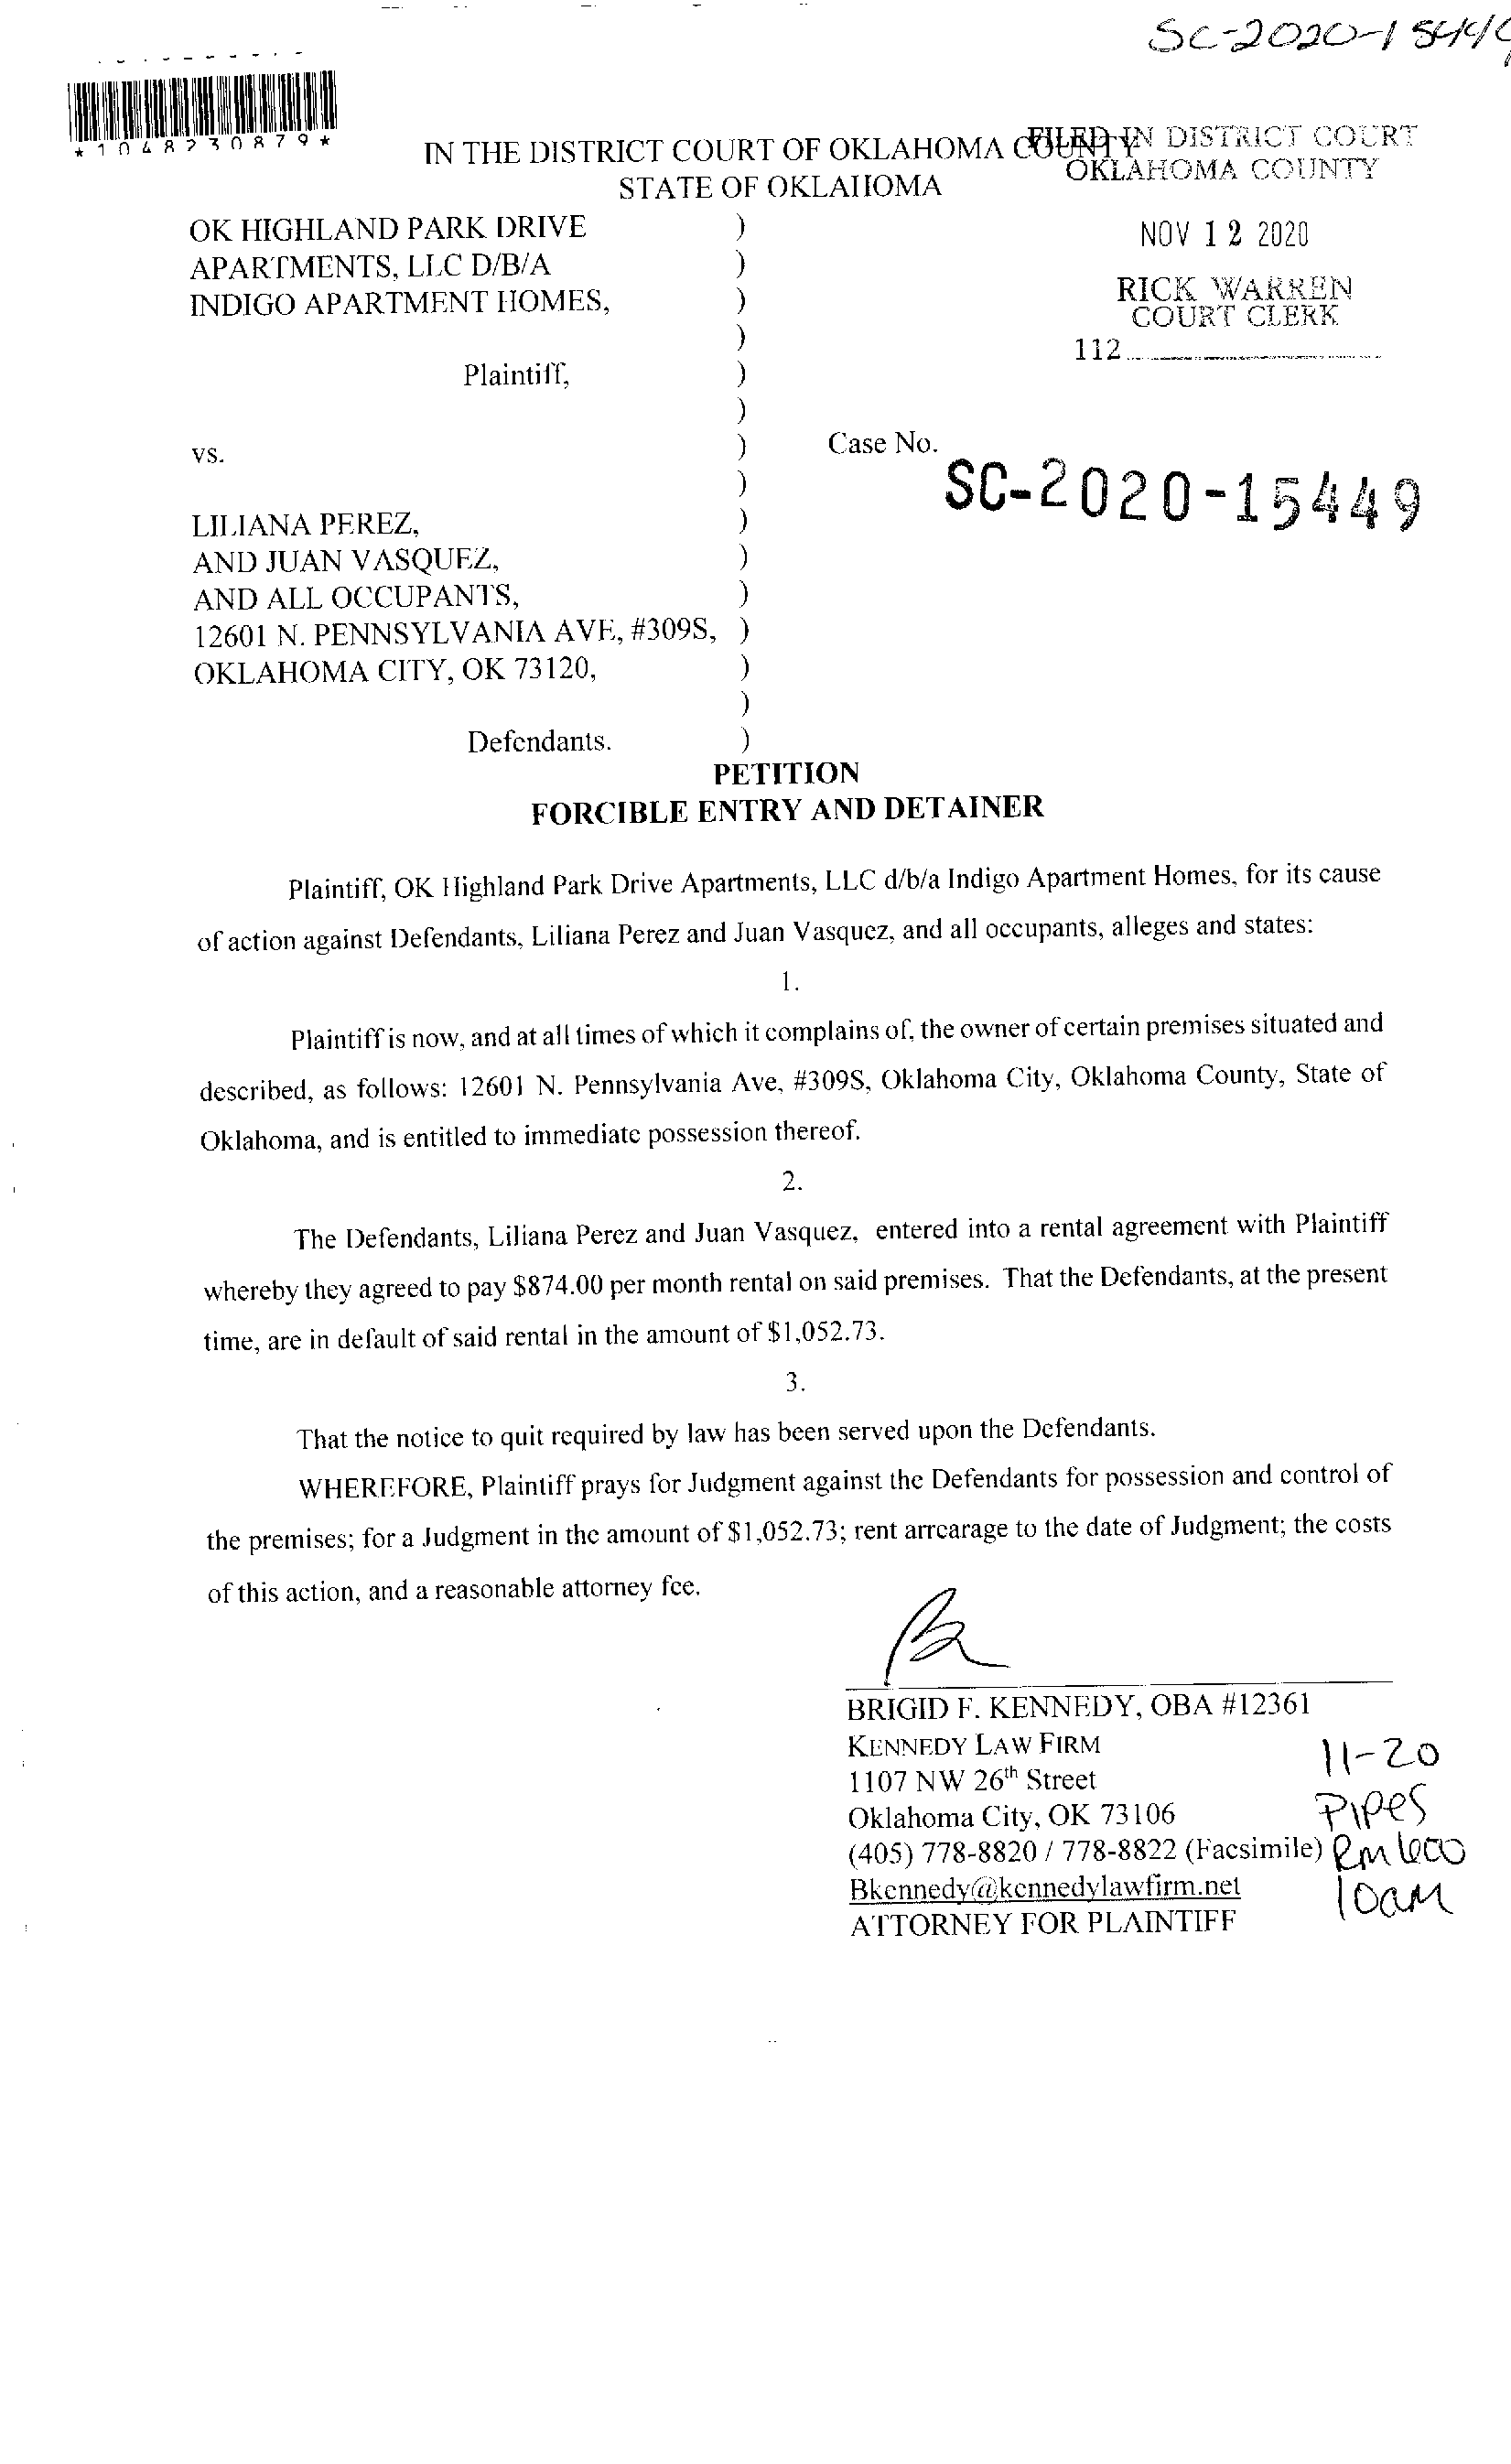 SC-2020-15449
*1048230879*
IN THE DISTRICT COURT OF OKLAHOMA COUNTY
STATE OF OKLAHOMA
FILED IN DISTRICT COURT
OKLAHOMA COUNTY
NOV 12 2020
RICK WARREN
COURT CLERK
112
OK HIGHLAND PARK DRIVE )
APARTMENTS, LLC D/B/A )
INDIGO APARTMENT HOMES, )
)
Plaintiff, )
)
vs. ) Case No.
SC-2020-15449
)
LILIANA PEREZ, )
AND JUAN VASQUEZ, )
AND ALL OCCUPANTS, )
12601 N. PENNSYLVANIA AVE, #309S, )
OKLAHOMA CITY, OK 73120, )
)
Defendants. )
PETITION
FORCIBLE ENTRY AND DETAINER
Plaintiff, OK Highland Park Drive Apartments, LLC d/b/a Indigo Apartment Homes, for its cause
of action against Defendants, Liliana Perez and Juan Vasquez, and all occupants, alleges and states:
1.
Plaintiff is now, and at all times of which it complains of, the owner of certain premises situated and
described, as follows: 12601 N. Pennsylvania Ave, #309S, Oklahoma City, Oklahoma County, State of
Oklahoma, and is entitled to immediate possession thereof.
2.
The Defendants, Liliana Perez and Juan Vasquez, entered into a rental agreement with Plaintiff
whereby they agreed to pay $874.00 per month rental on said premises. That the Defendants, at the present
time, are in default of said rental in the amount of $1,052.73.
3.
That the notice to quit required by law has been served upon the Defendants.
WHEREFORE, Plaintiff prays for Judgment against the Defendants for possession and control of
the premises; for a Judgment in the amount of $1,052.73; rent arrearage to the date of Judgment; the costs
of this action, and a reasonable attorney fee.
BRIGID F. KENNEDY, OBA #12361
KENNEDY LAW FIRM
1107 NW 26th Street
Oklahoma City, OK 73106
(405) 778-8820 / 778-8822 (Facsimile)
Bkennedy@kennedylawfirm.net
ATTORNEY FOR PLAINTIFF
11-20
Pipes
Rm 600
10am